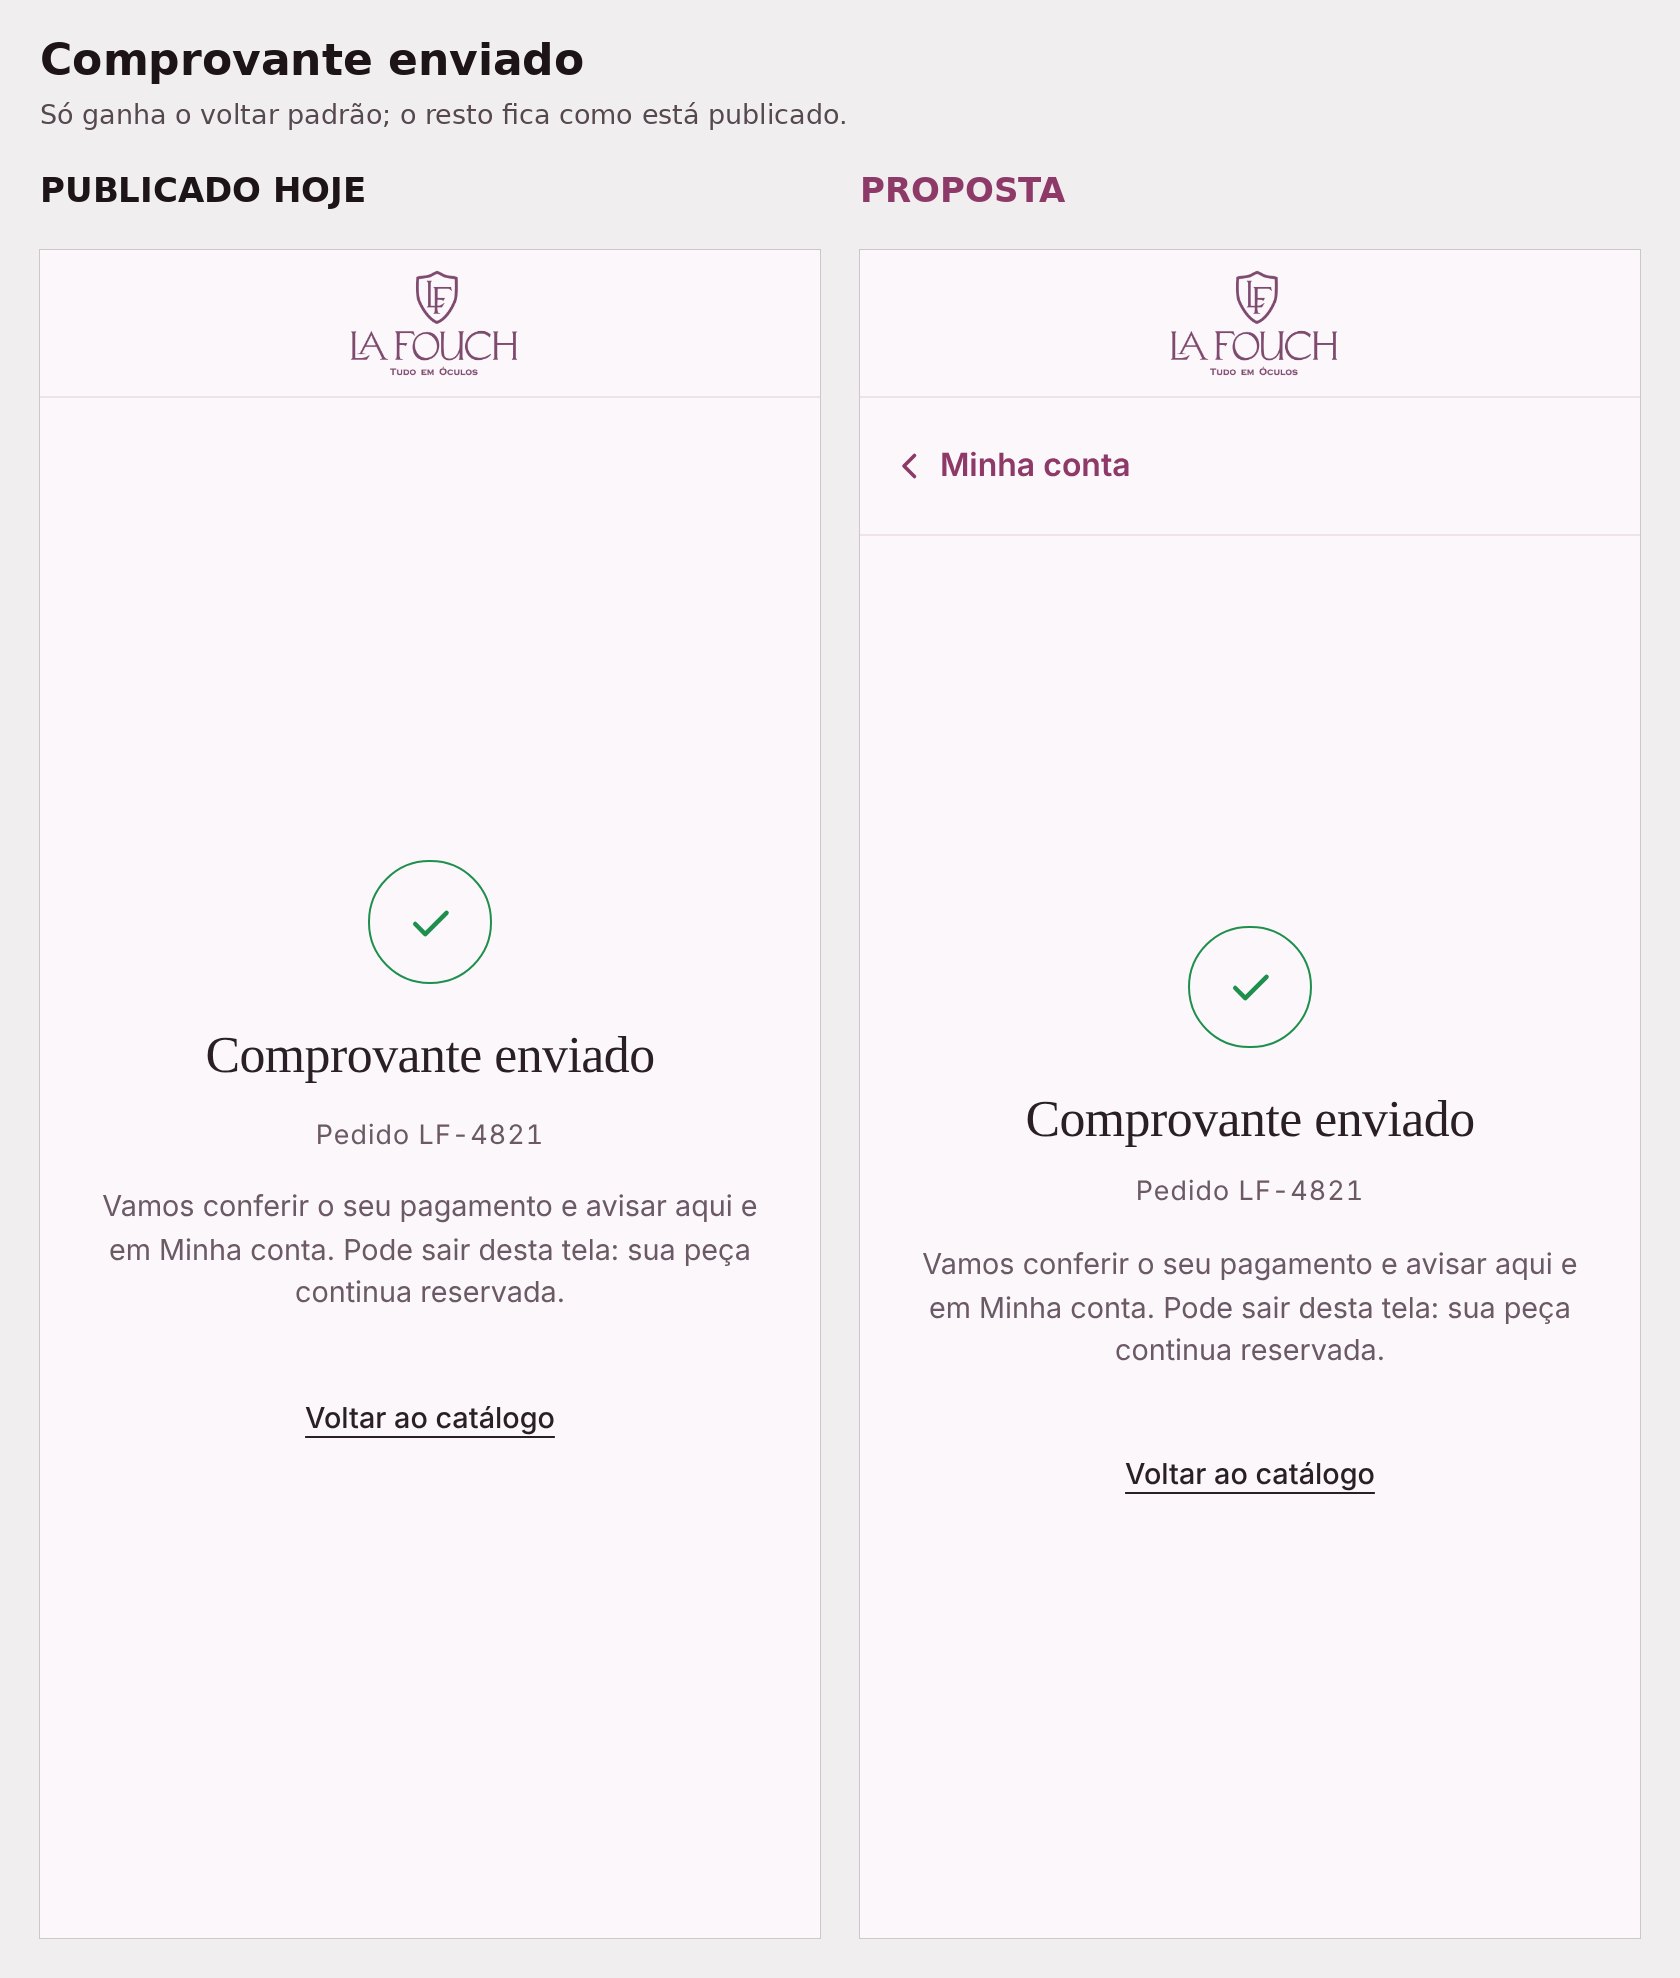 Comprovante enviado
Só ganha o voltar padrão; o resto fica como está publicado.
PUBLICADO HOJE
LF
LA FOUCH
TUDO EM ÓCULOS
Comprovante enviado
Pedido LF-4821
Vamos conferir o seu pagamento e avisar aqui e
em Minha conta. Pode sair desta tela: sua peça
continua reservada.
Voltar ao catálogo
PROPOSTA
LF
LA FOUCH
TUDO EM ÓCULOS
Minha conta
Comprovante enviado
Pedido LF-4821
Vamos conferir o seu pagamento e avisar aqui e
em Minha conta. Pode sair desta tela: sua peça
continua reservada.
Voltar ao catálogo